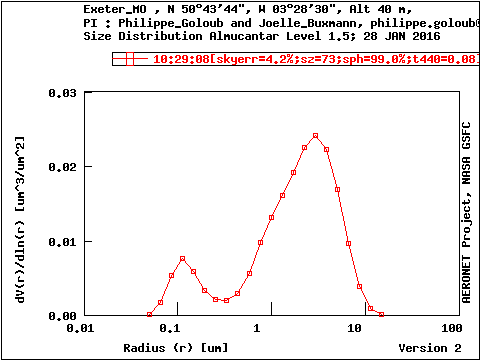 Exeter_MO , N 50°43'44", W 03°28'30", Alt 40 m,
PI : Philippe_Goloub and Joelle_Buxmann, philippe.goloub@
Size Distribution Almucantar Level 1.5; 28 JAN 2016
10:29:08[skyerr=4.2%;sz=73;sph=99.0%;t440=0.08]
0.03
0.02
0.01
0.00
dV(r)/dln(r) [um^3/um^2]
AERONET Project, NASA GSFC
0.01
0.1
1
10
100
Radius (r) [um]
Version 2